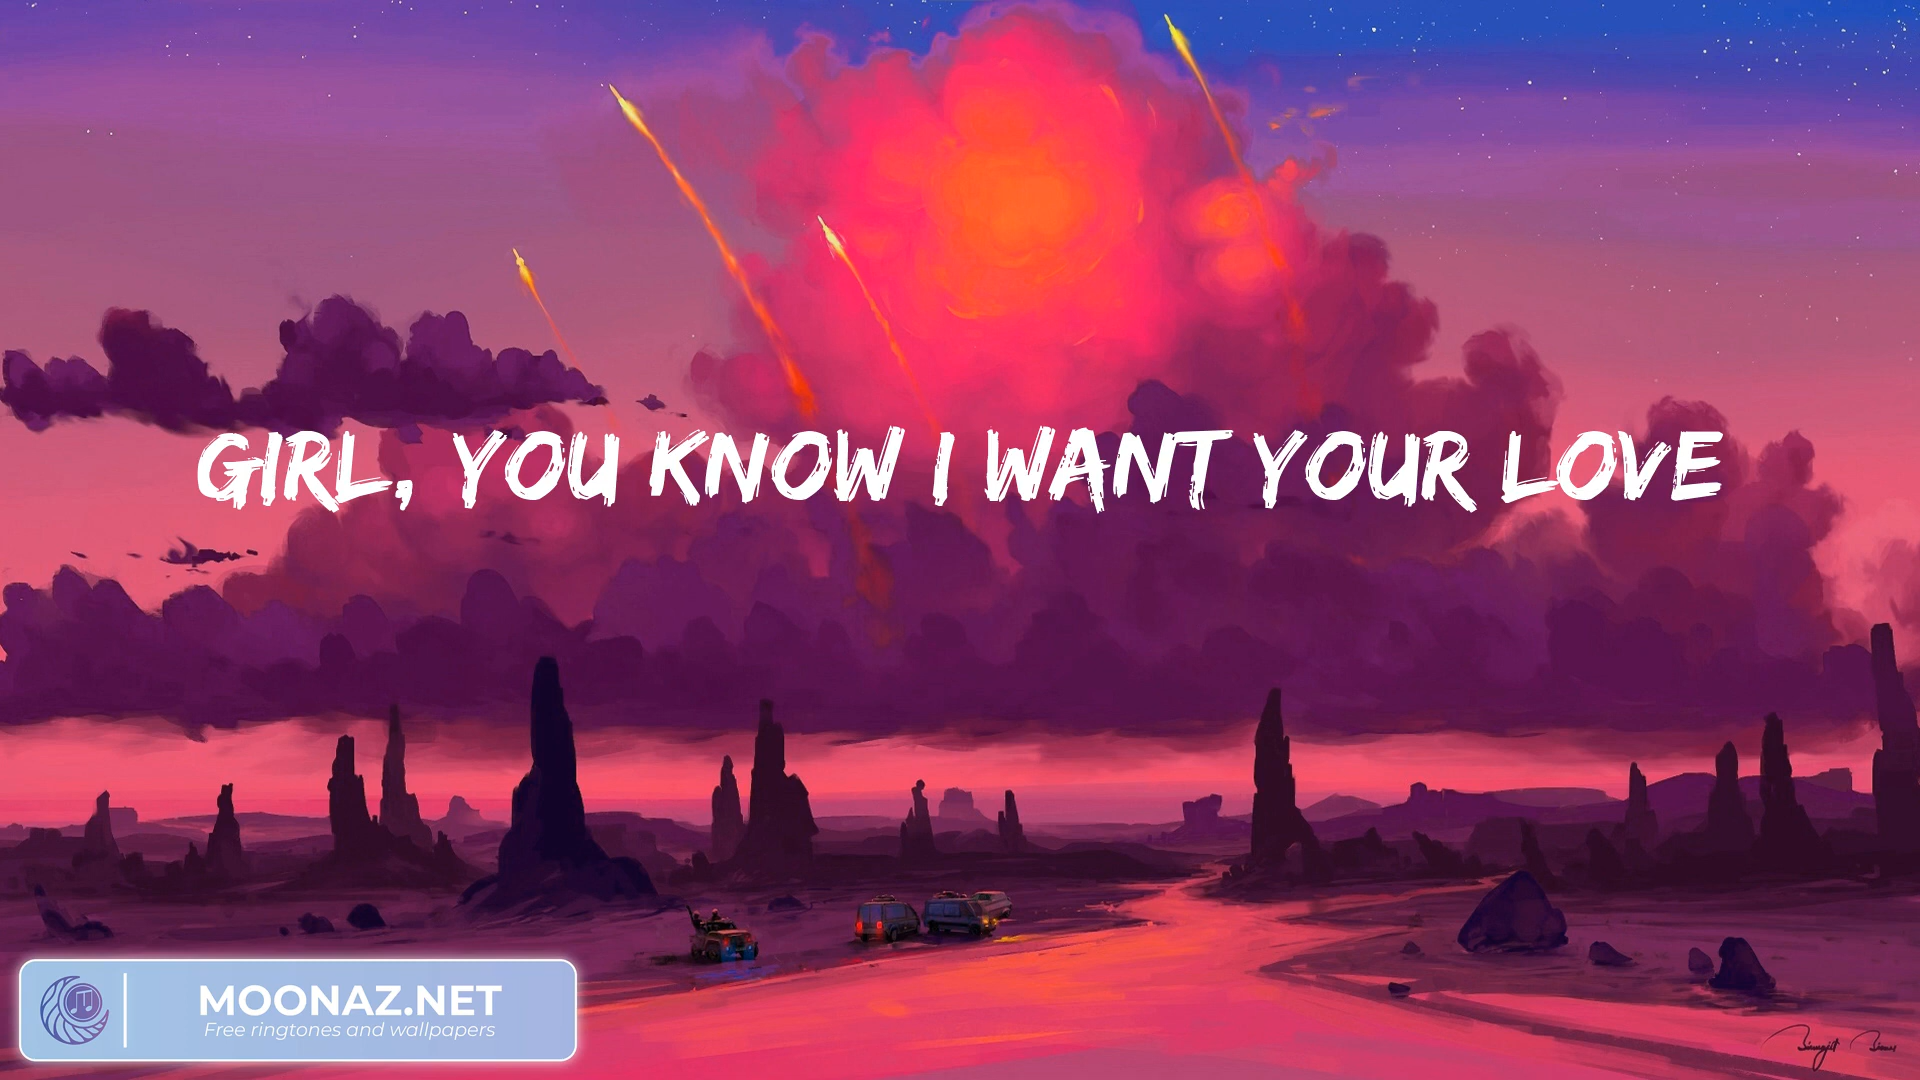 GIRL, YOU KNOW I WANT YOUR LOVE
MOONAZ.NET
Free ringtones and wallpapers